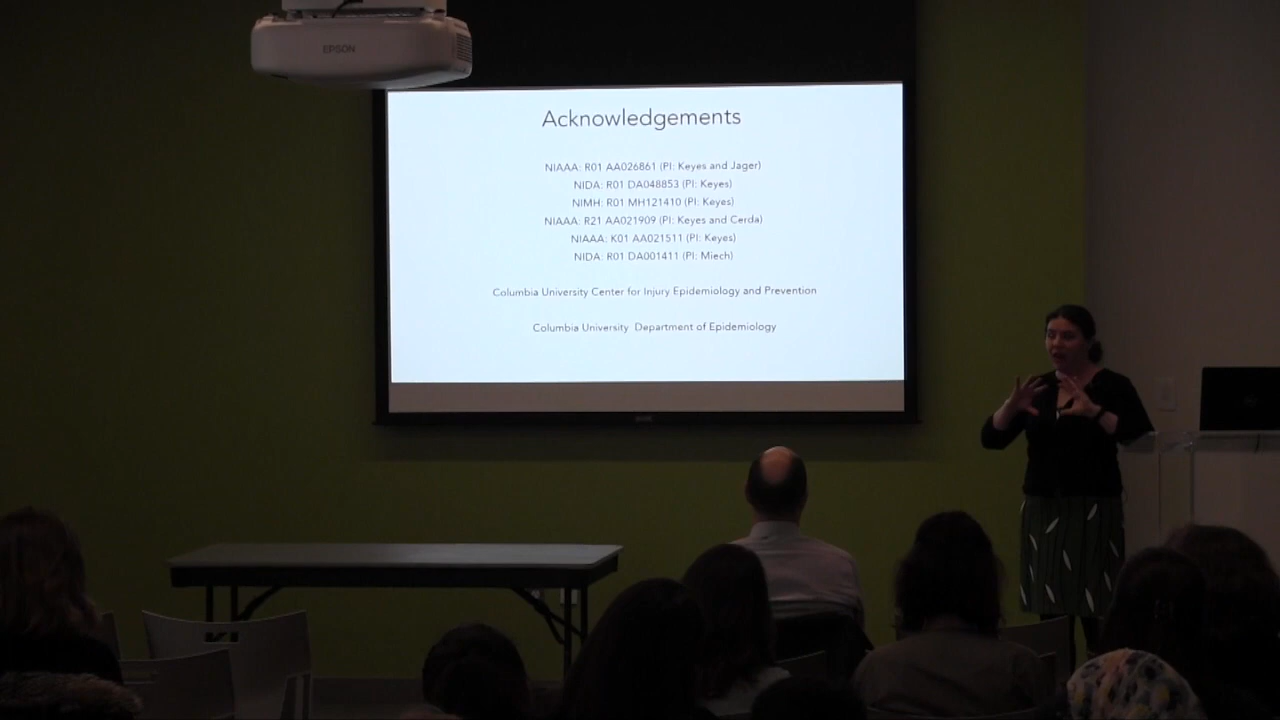 EPSON
Acknowledgements
NIAAA: R01 AA026861 (PI: Keyes and Jager)
NIDA: R01 DA048853 (PI: Keyes)
NIMH: R01 MH121410 (PI: Keyes)
NIAAA: R21 AA021909 (PI: Keyes and Cerda)
NIAAA: K01 AA021511 (PI: Keyes)
NIDA: R01 DA001411 (PI: Miech)
Columbia University Center for Injury Epidemiology and Prevention
Columbia University Department of Epidemiology